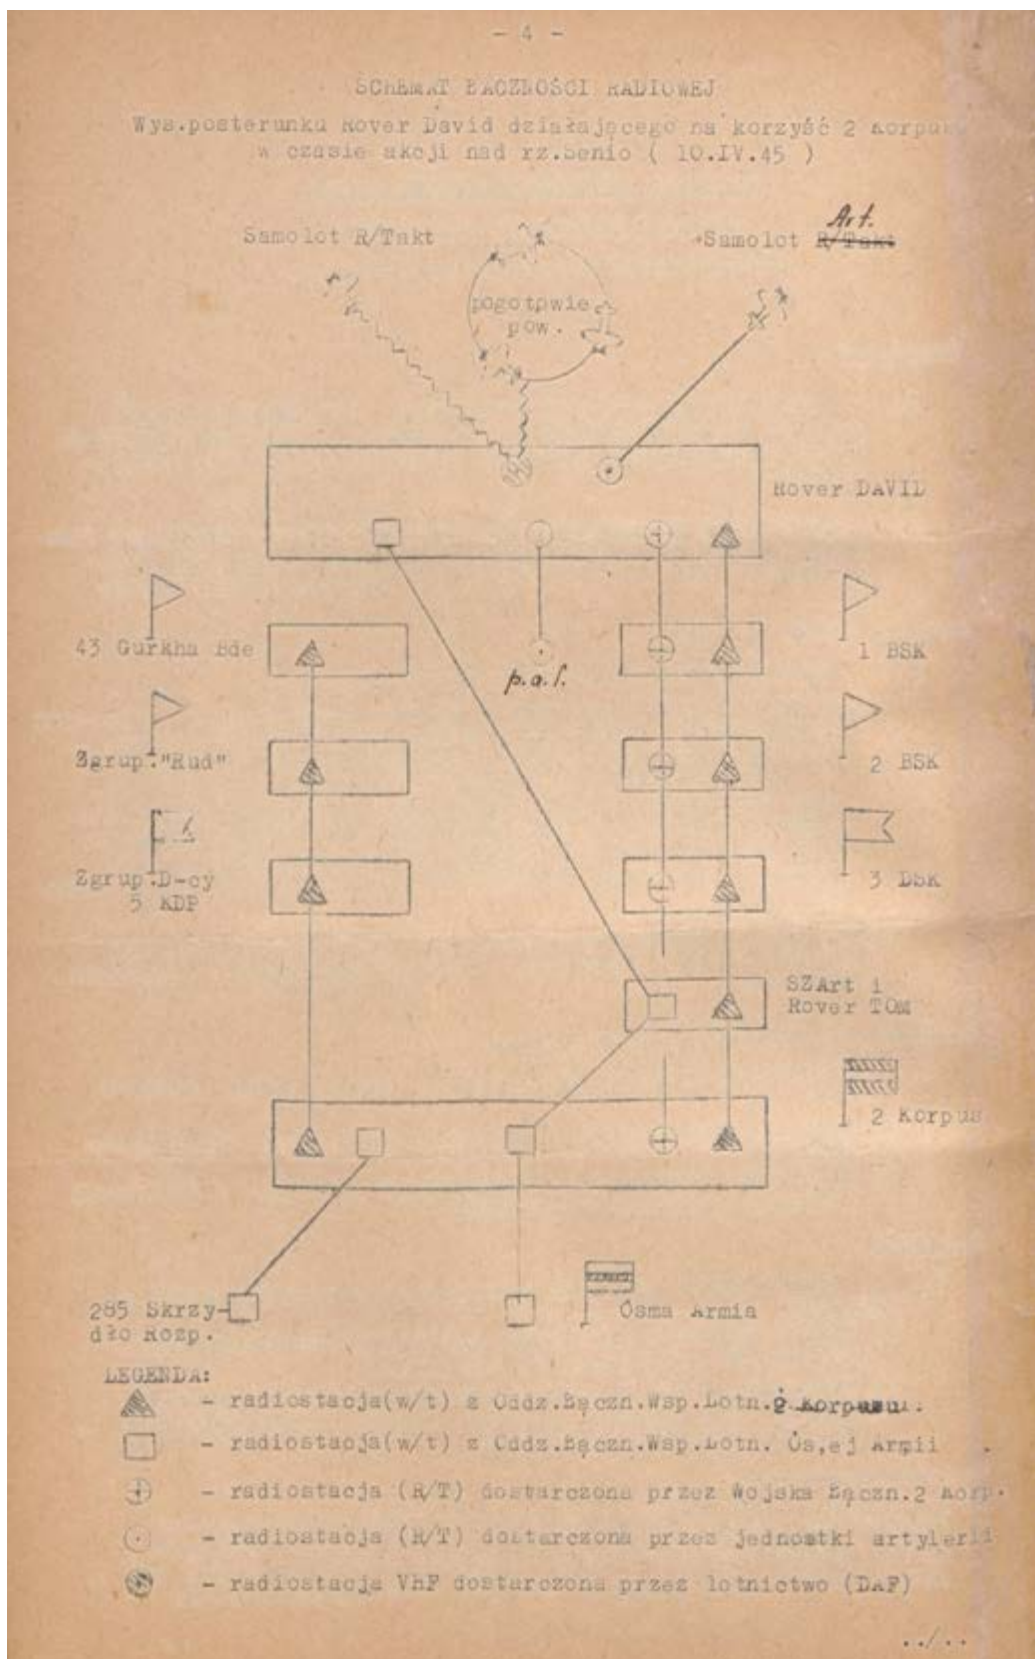 - 4 -
SCHEMAT ŁĄCZNOŚCI RADIOWEJ
Wys.posterunku Rover David działającego na korzyść 2 Korpusu
w czasie akcji nad rz.Senio ( 10.IV.45 )
Art.
Samolot R/Takt
Samolot R/Takt
pogotowie
pow.
Rover DAVID
43 Gurkha Bde
1 BSK
p.a.l.
Zgrup."Rud"
2 BSK
Zgrup.D-cy
5 KDP
3 DSK
SZArt i
Rover TOM
2 Korpus
285 Skrzy-
dło Rozp.
Ósma Armia
LEGENDA:
- radiostacja(w/t) z Oddz.Łączn.Wsp.Lotn.2 Korpusu.
- radiostacja(w/t) z Oddz.Łączn.Wsp.Lotn. Ós,ej Armii .
- radiostacja (R/T) dostarczona przez Wojska Łączn.2 Korp.
- radiostacja (R/T) dostarczona przez jednostki artylerii
- radiostacja VHF dostarczona przez lotnictwo (DAF)
../..